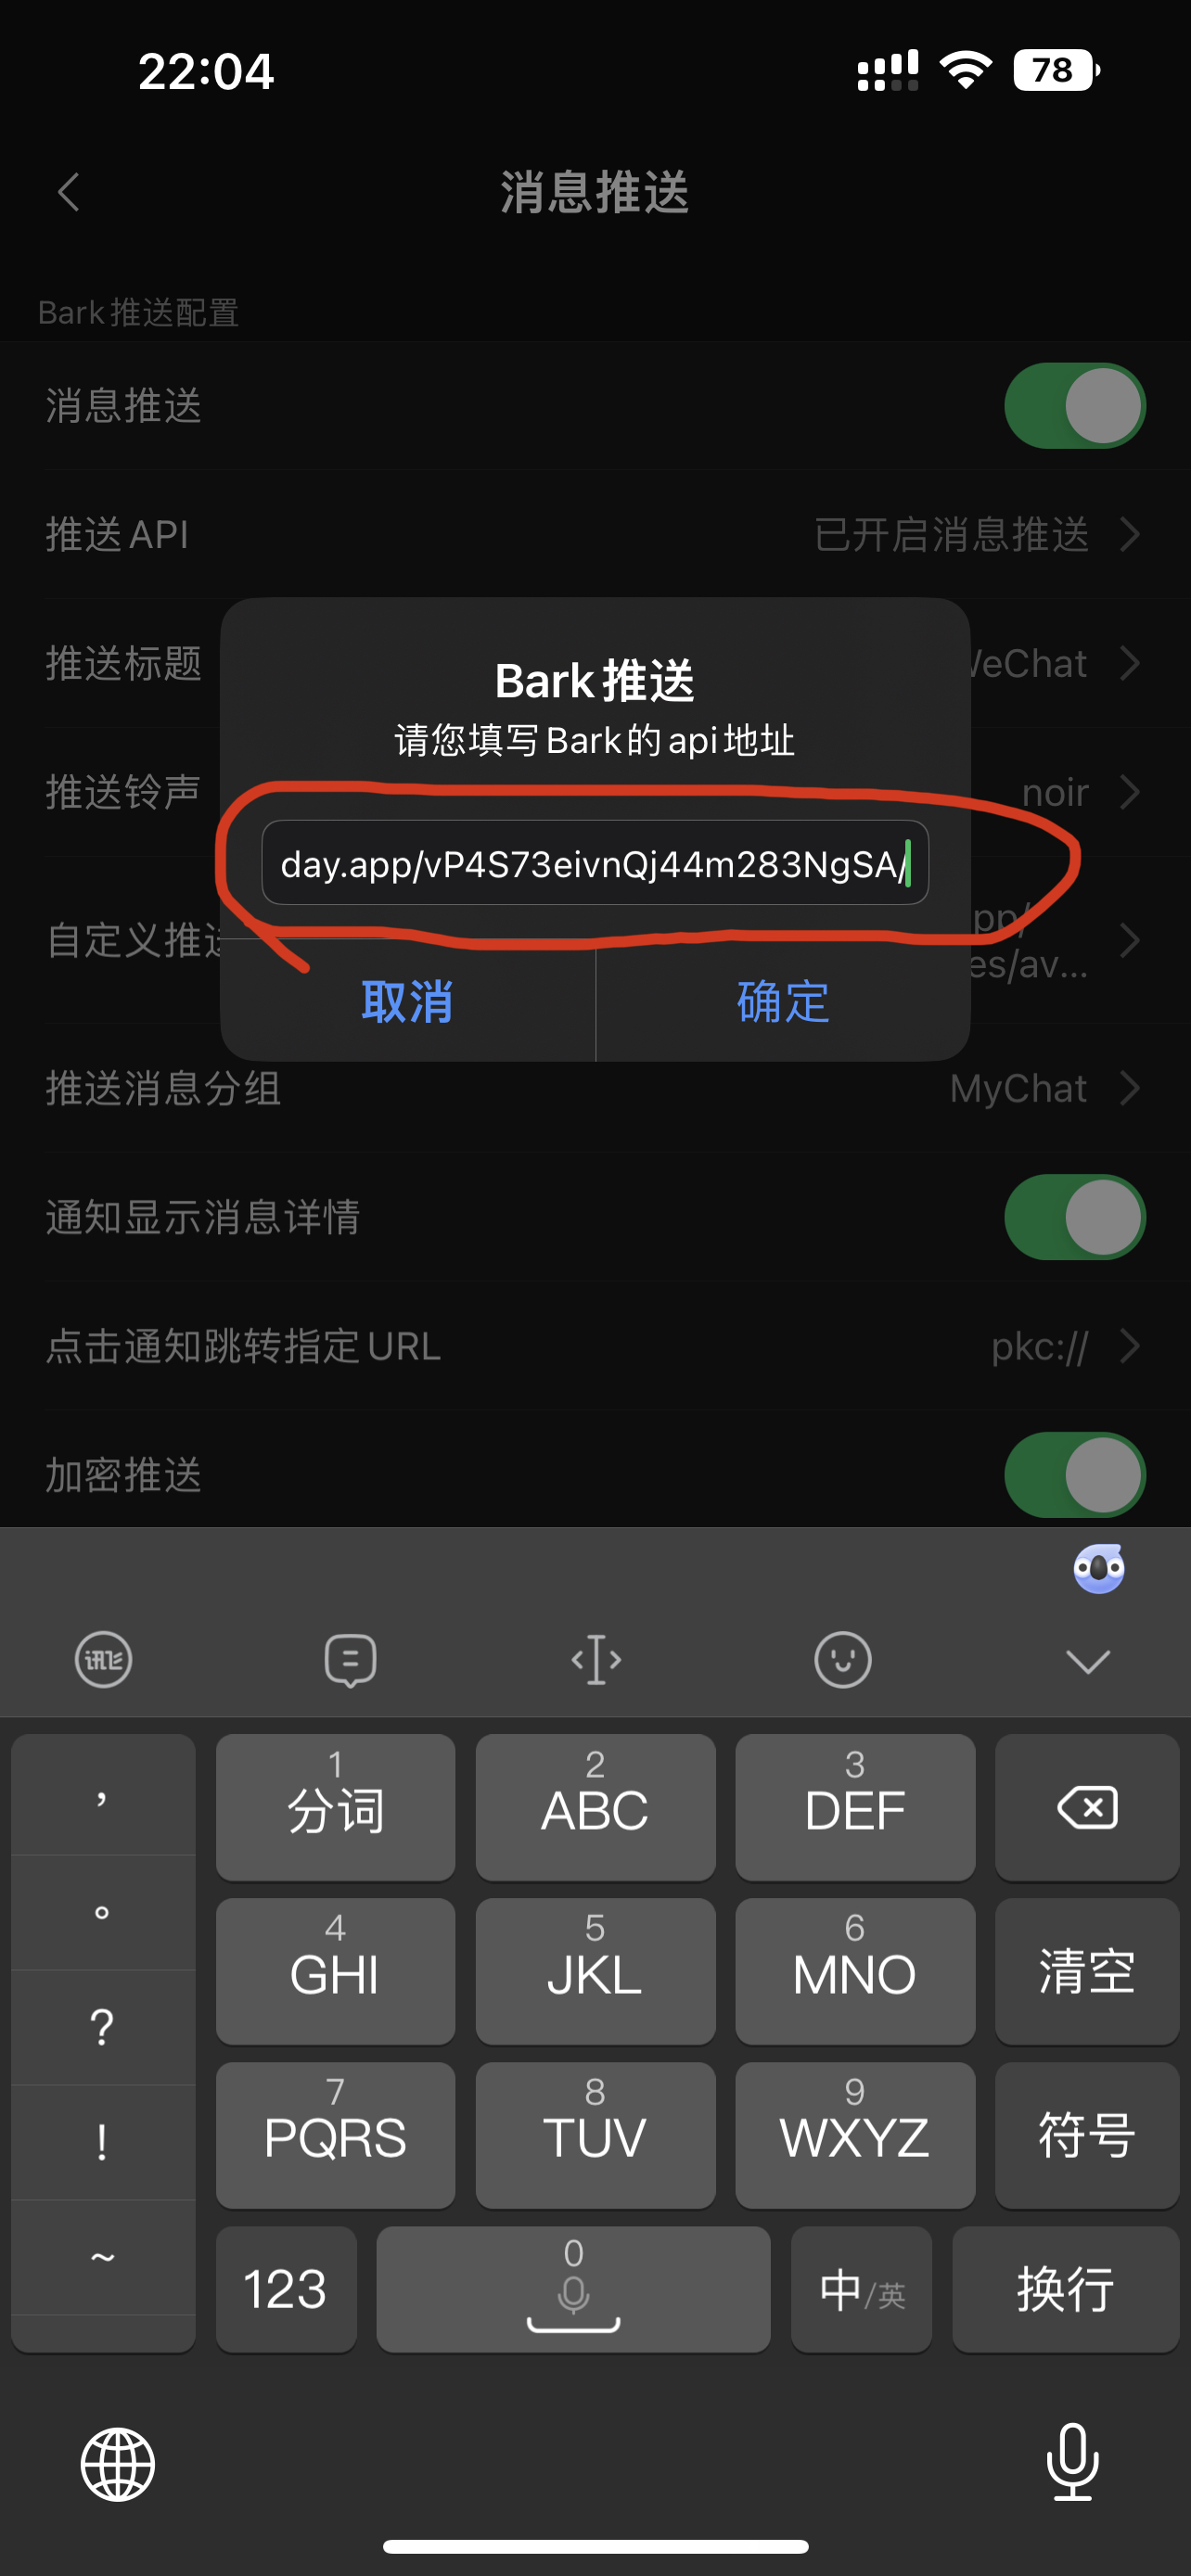 22:04
78
消息推送
Bark推送配置
消息推送
推送API
已开启消息推送
推送标题
WeChat
Bark推送
请您填写Bark的api地址
推送铃声
noir
day.app/vP4S73eivnQj44m283NgSA/
自定义推送
pp/
es/av...
取消
确定
推送消息分组
MyChat
通知显示消息详情
点击通知跳转指定URL
pkc://
加密推送
讯飞
，
1
分词
2
ABC
3
DEF
。
4
GHI
5
JKL
6
MNO
清空
?
7
PQRS
8
TUV
9
WXYZ
符号
!
~
123
0
中/英
换行